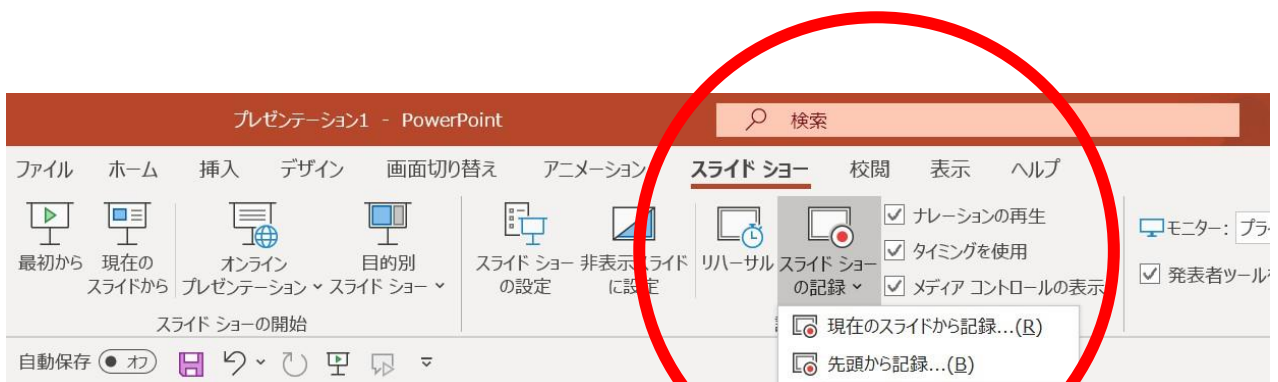 プレゼンテーション1 - PowerPoint
検索
ファイル ホーム 挿入 デザイン 画面切り替え アニメーション スライド ショー 校閲 表示 ヘルプ
最初から
現在の
スライドから
オンライン
プレゼンテーション
目的別
スライド ショー
スライド ショー
の設定
非表示スライド
に設定
リハーサル
スライド ショー
の記録
ナレーションの再生
タイミングを使用
メディア コントロールの表示
モニター:
発表者ツール
スライド ショーの開始
現在のスライドから記録...(R)
先頭から記録...(B)
自動保存 オフ